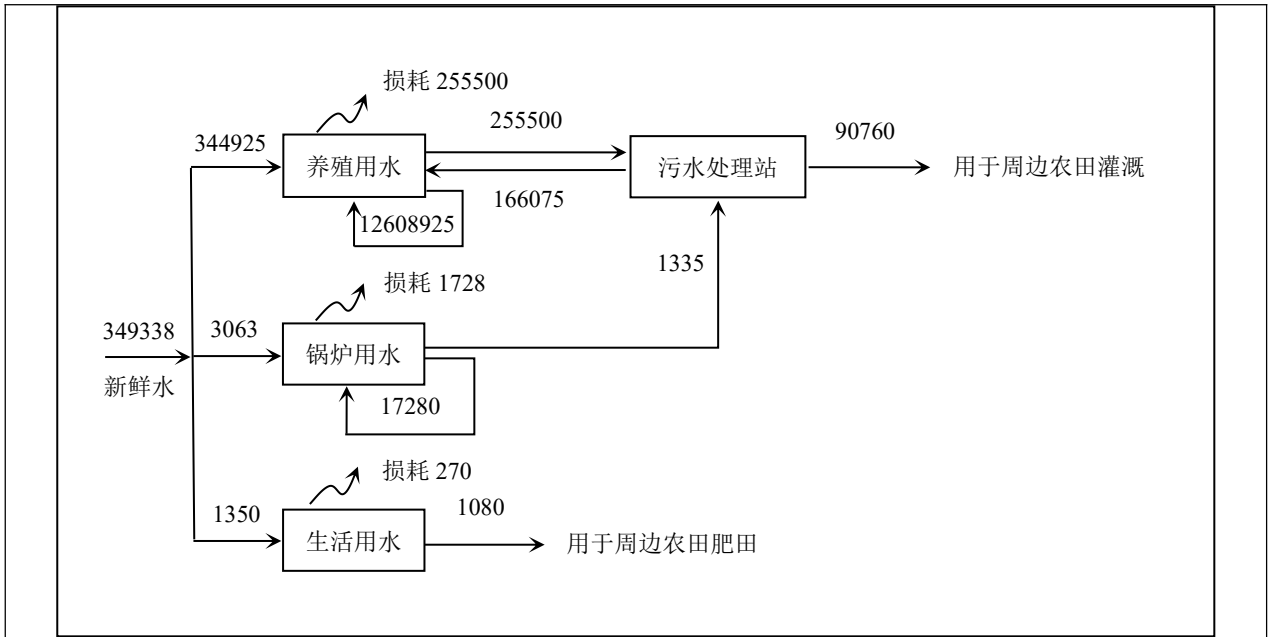 损耗 255500
344925
255500
90760
养殖用水
污水处理站
用于周边农田灌溉
166075
12608925
1335
损耗 1728
349338
3063
锅炉用水
新鲜水
17280
损耗 270
1350
1080
生活用水
用于周边农田肥田